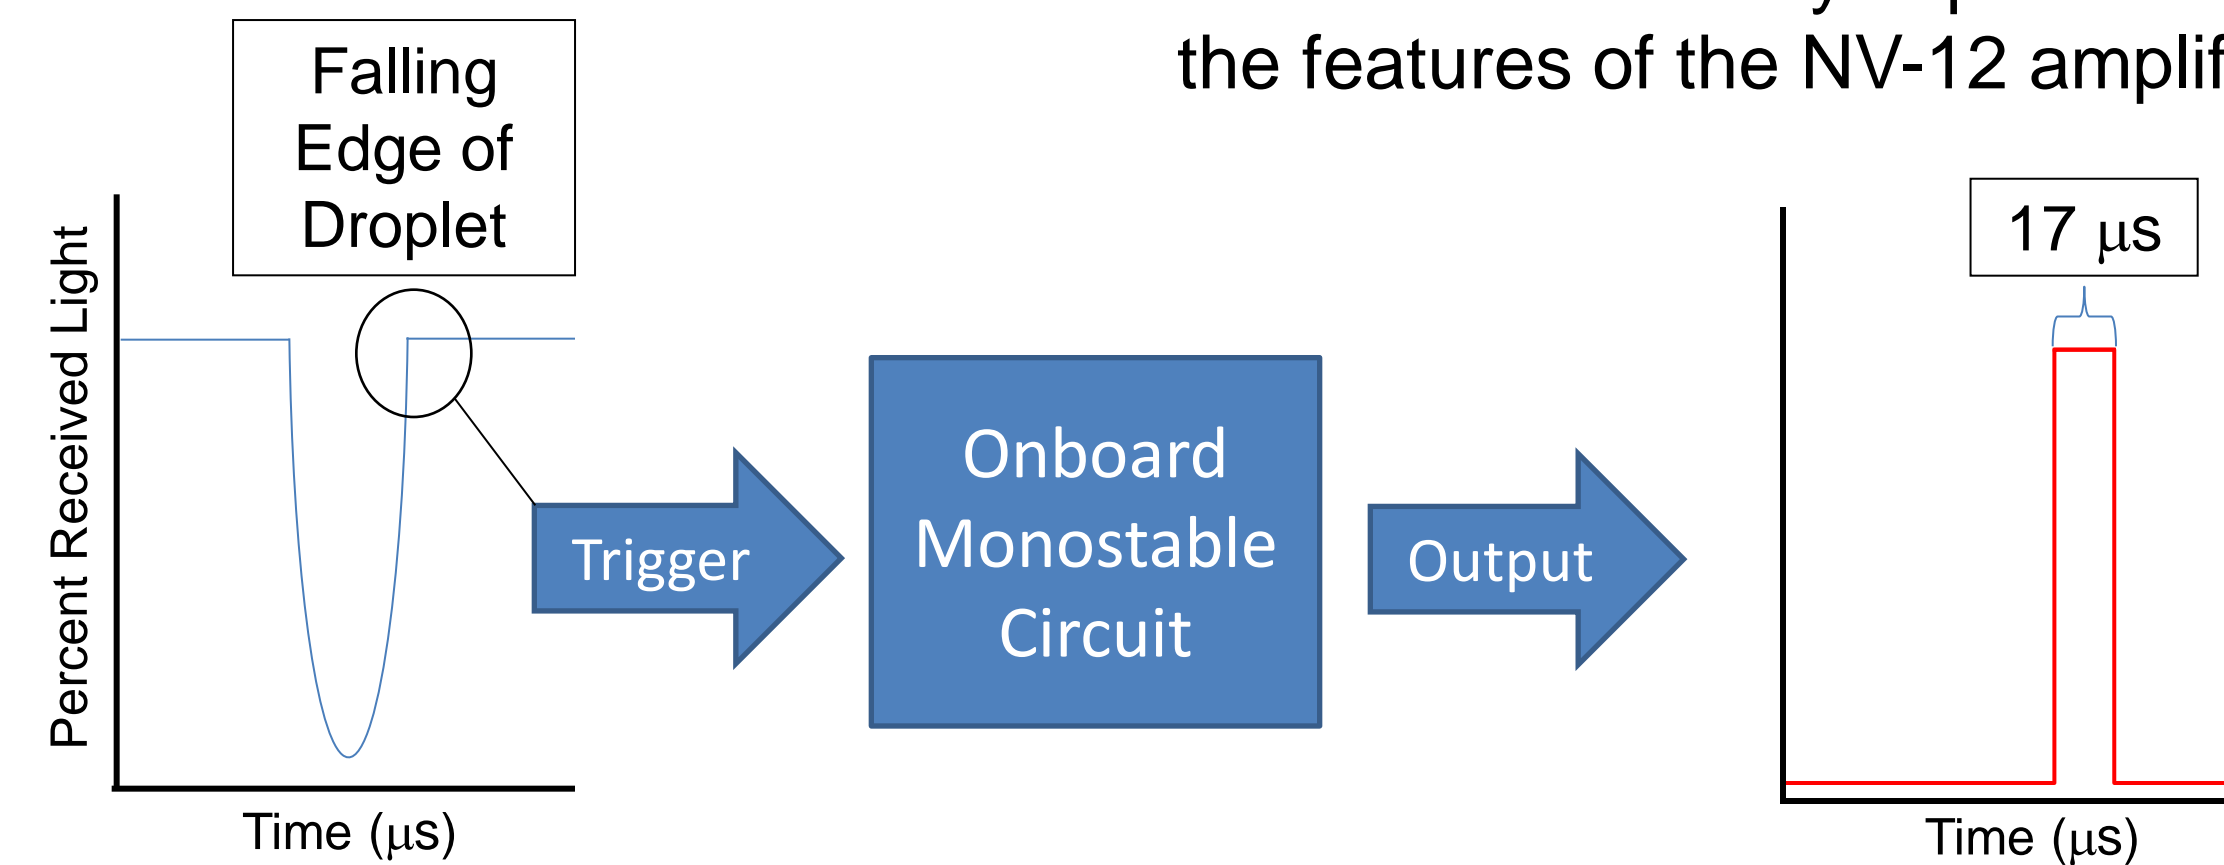 the features of the NV-12
Falling
Edge of
Droplet
Percent Received Light
Time (μs)
Trigger
Onboard
Monostable
Circuit
Output
17 μs
Time (μs)